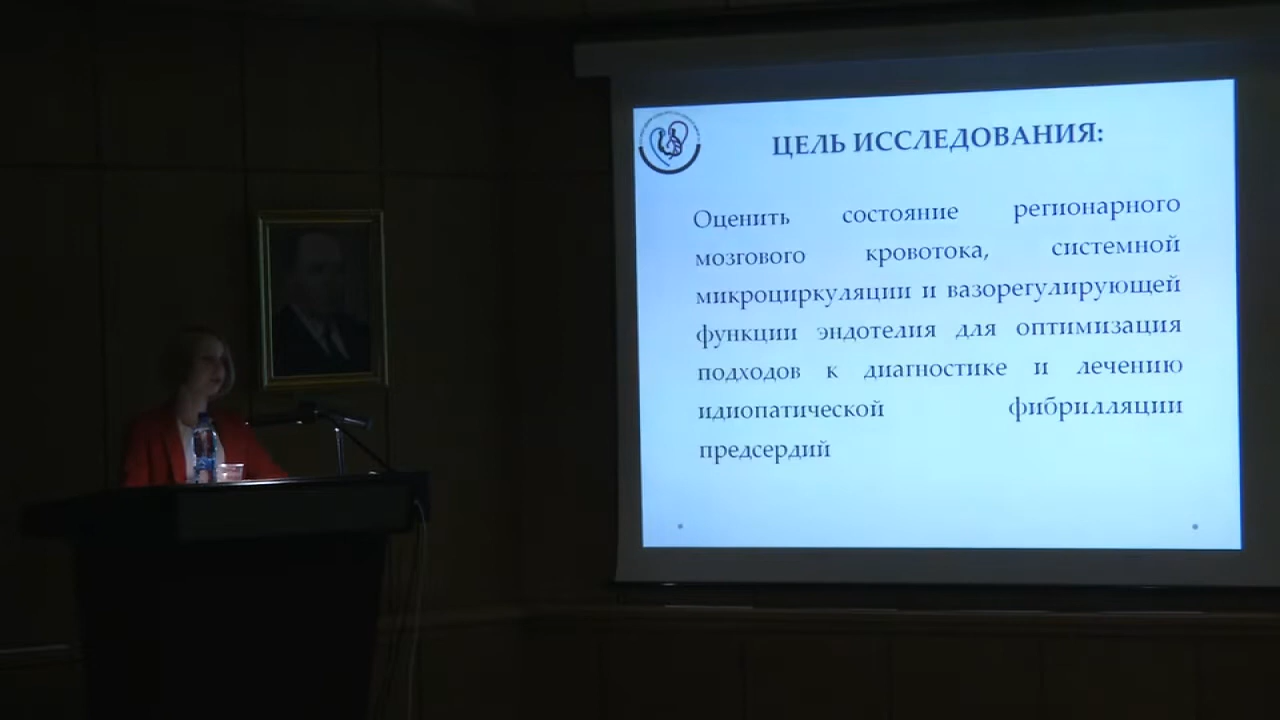 ЦЕЛЬ ИССЛЕДОВАНИЯ:
Оценить состояние регионарного
мозгового кровотока, системной
микроциркуляции и вазорегулирующей
функции эндотелия для оптимизация
подходов к диагностике и лечению
идиопатической фибрилляции
предсердий